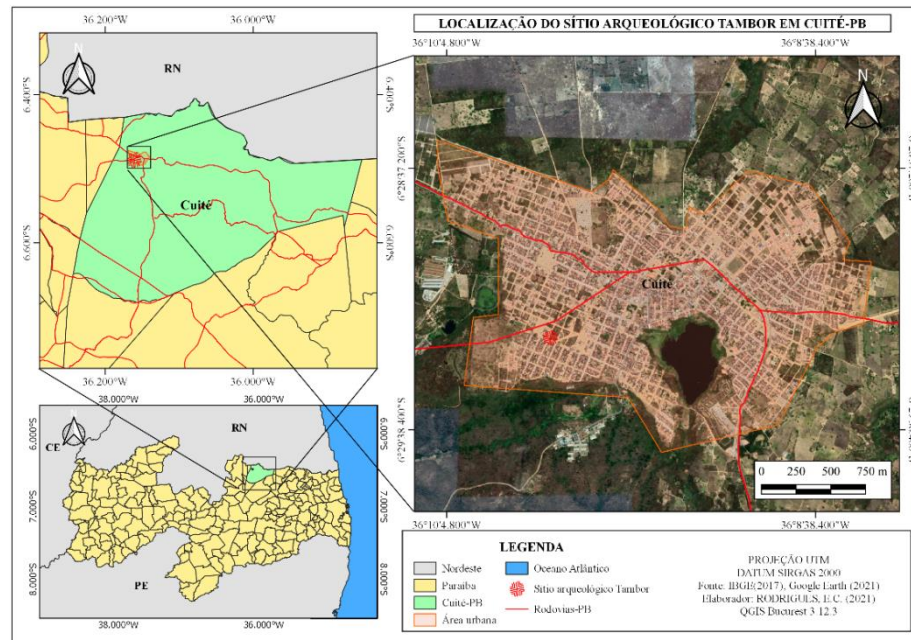 LOCALIZAÇÃO DO SÍTIO ARQUEOLÓGICO TAMBOR EM CUITÉ-PB
36.200°W 36.000°W
N
RN
6.400°S 6.400°S
Cuité
6.600°S 6.600°S
36.200°W 36.000°W
38.000°W 36.000°W
N
RN
CE
6.000°S 6.000°S
7.000°S 7.000°S
PE
8.000°S 8.000°S
38.000°W 36.000°W
36°10'4.800"W 36°8'38.400"W
N
6°28'37.200"S
Cuité
6°29'38.400"S
0 250 500 750 m
36°10'4.800"W 36°8'38.400"W
LEGENDA
Nordeste
Paraíba
Cuité-PB
Área urbana
Oceano Atlântico
Sítio arqueológico Tambor
Rodovias-PB
PROJEÇÃO UTM
DATUM SIRGAS 2000
Fonte: IBGE(2017), Google Earth (2021)
Elaborador: RODRIGUES, E.C. (2021)
QGIS Bucurest 3 12.3